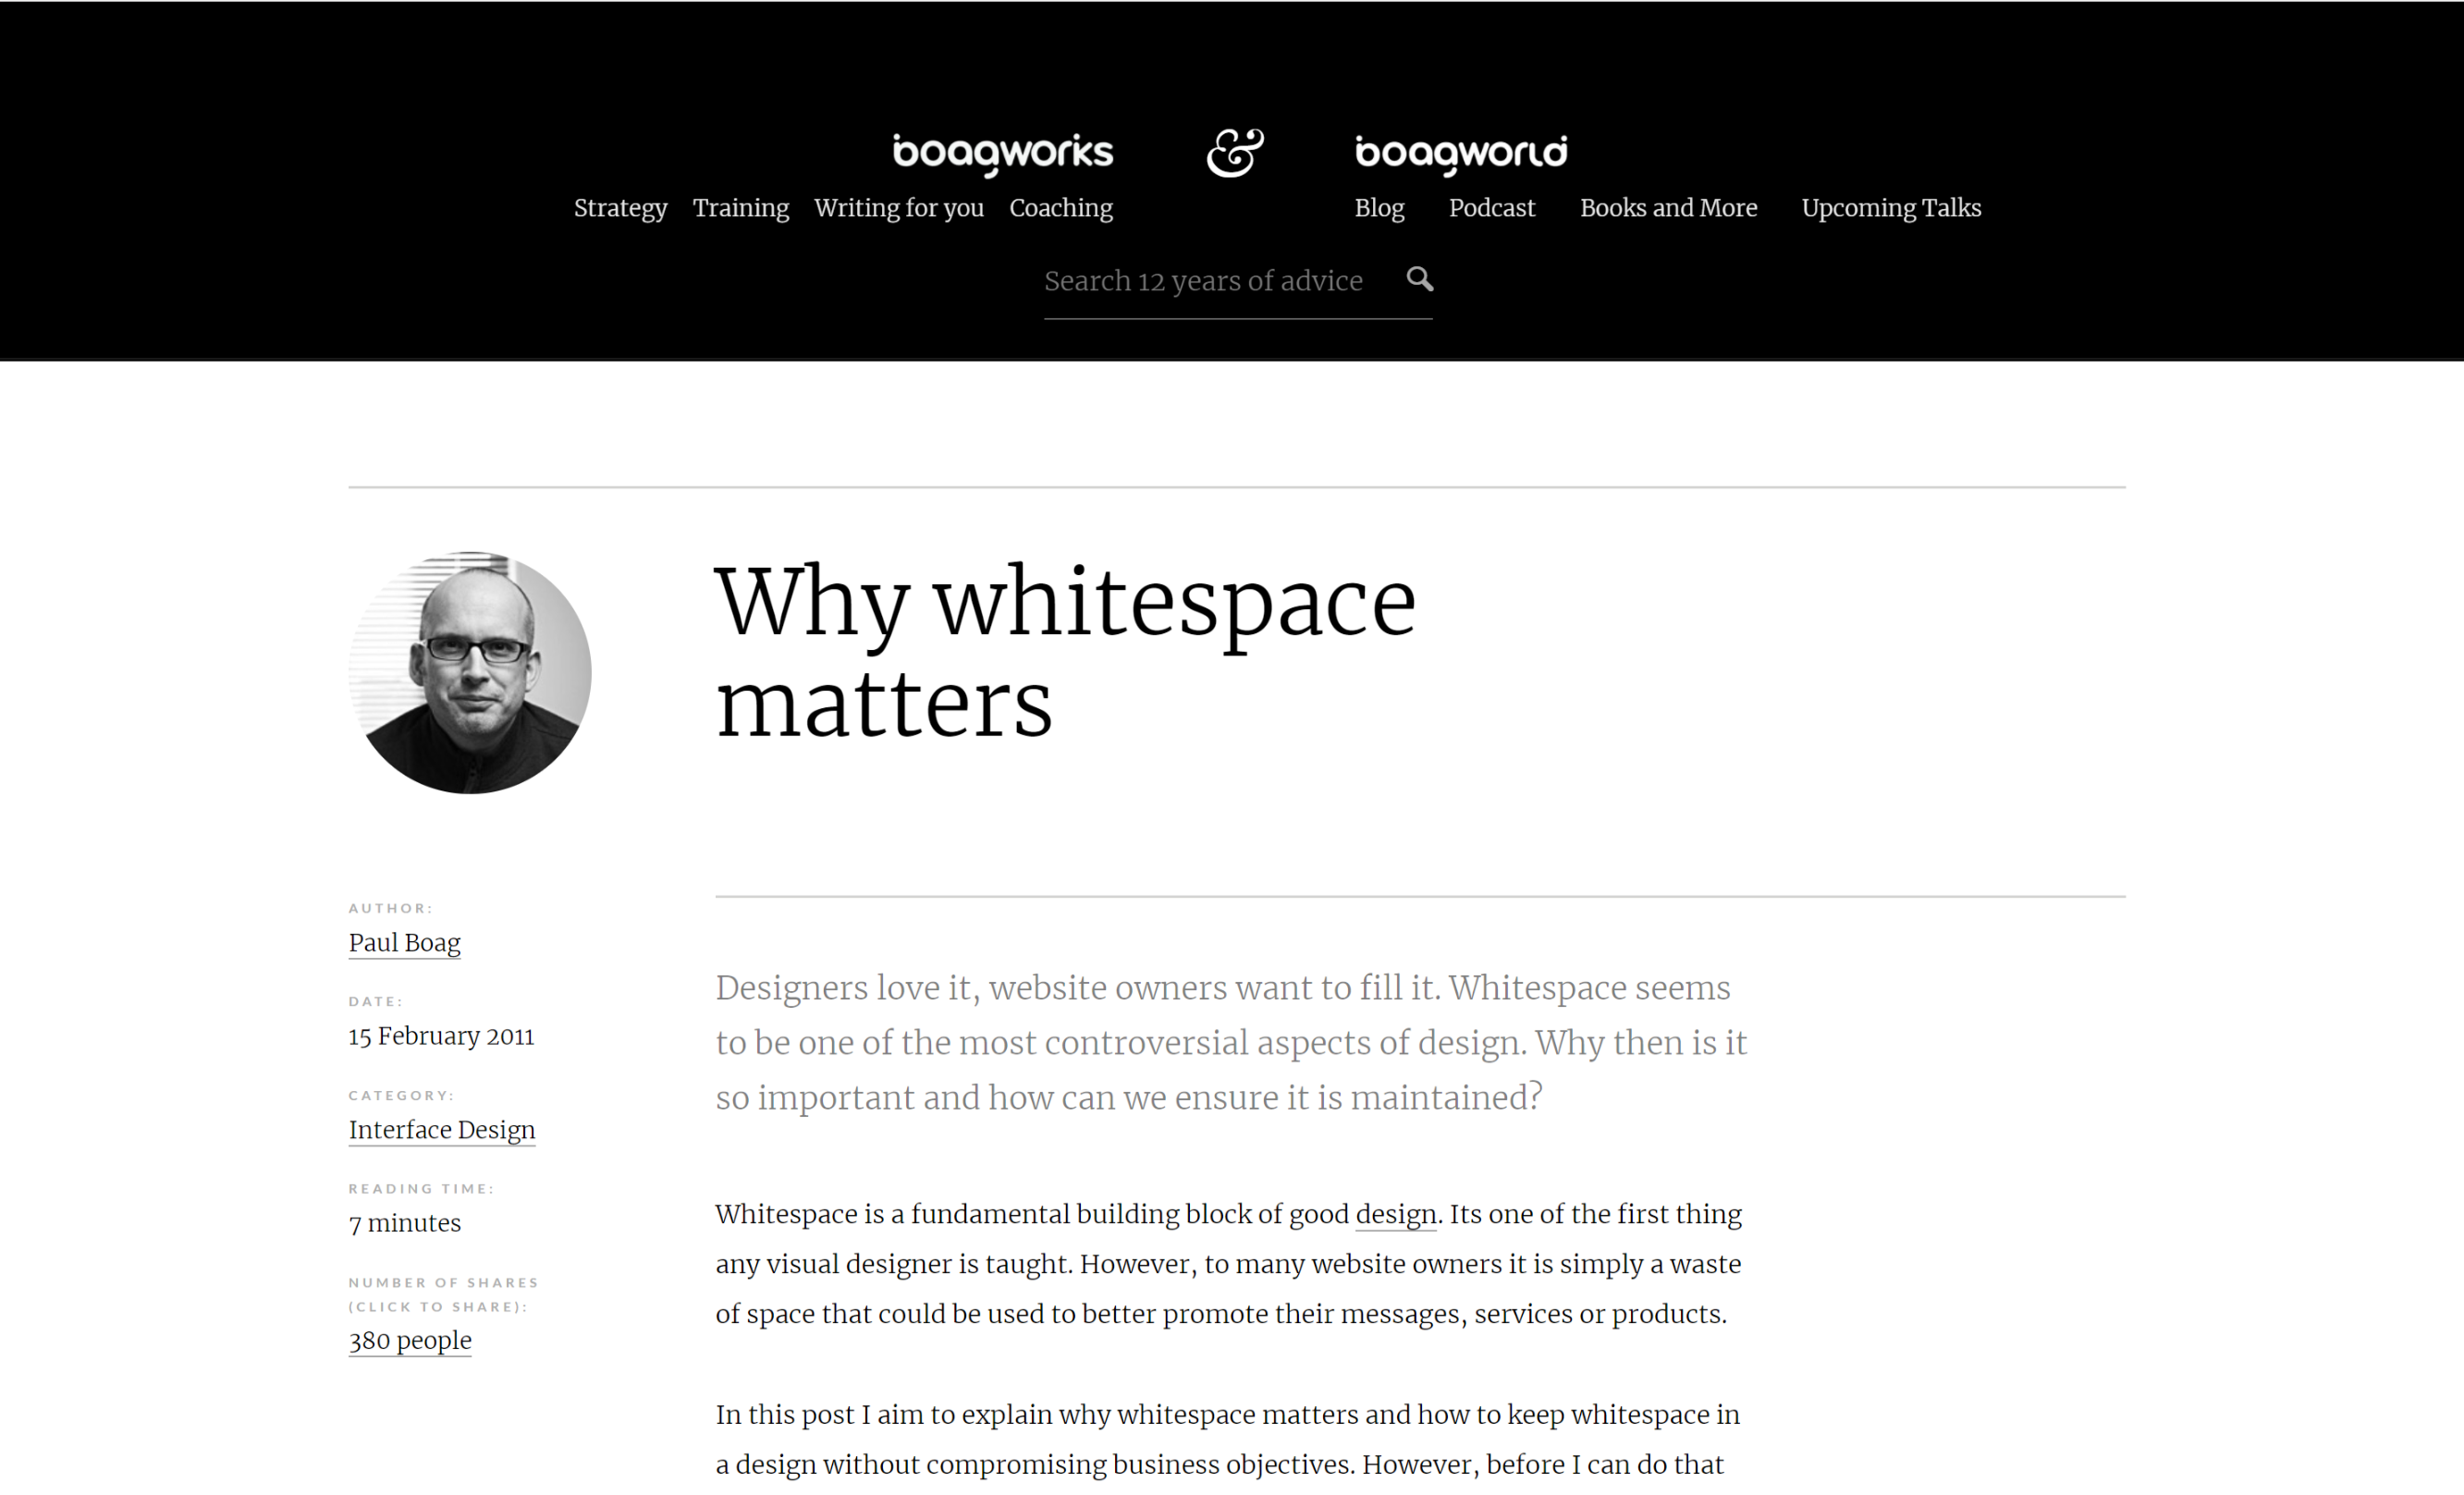 boagworks & boagworld
Strategy Training Writing for you Coaching Blog Podcast Books and More Upcoming Talks
Search 12 years of advice
Why whitespace
matters
AUTHOR:
Paul Boag
DATE:
15 February 2011
CATEGORY:
Interface Design
READING TIME:
7 minutes
NUMBER OF SHARES
(CLICK TO SHARE):
380 people
Designers love it, website owners want to fill it. Whitespace seems
to be one of the most controversial aspects of design. Why then is it
so important and how can we ensure it is maintained?
Whitespace is a fundamental building block of good design. Its one of the first thing
any visual designer is taught. However, to many website owners it is simply a waste
of space that could be used to better promote their messages, services or products.
In this post I aim to explain why whitespace matters and how to keep whitespace in
a design without compromising business objectives. However, before I can do that